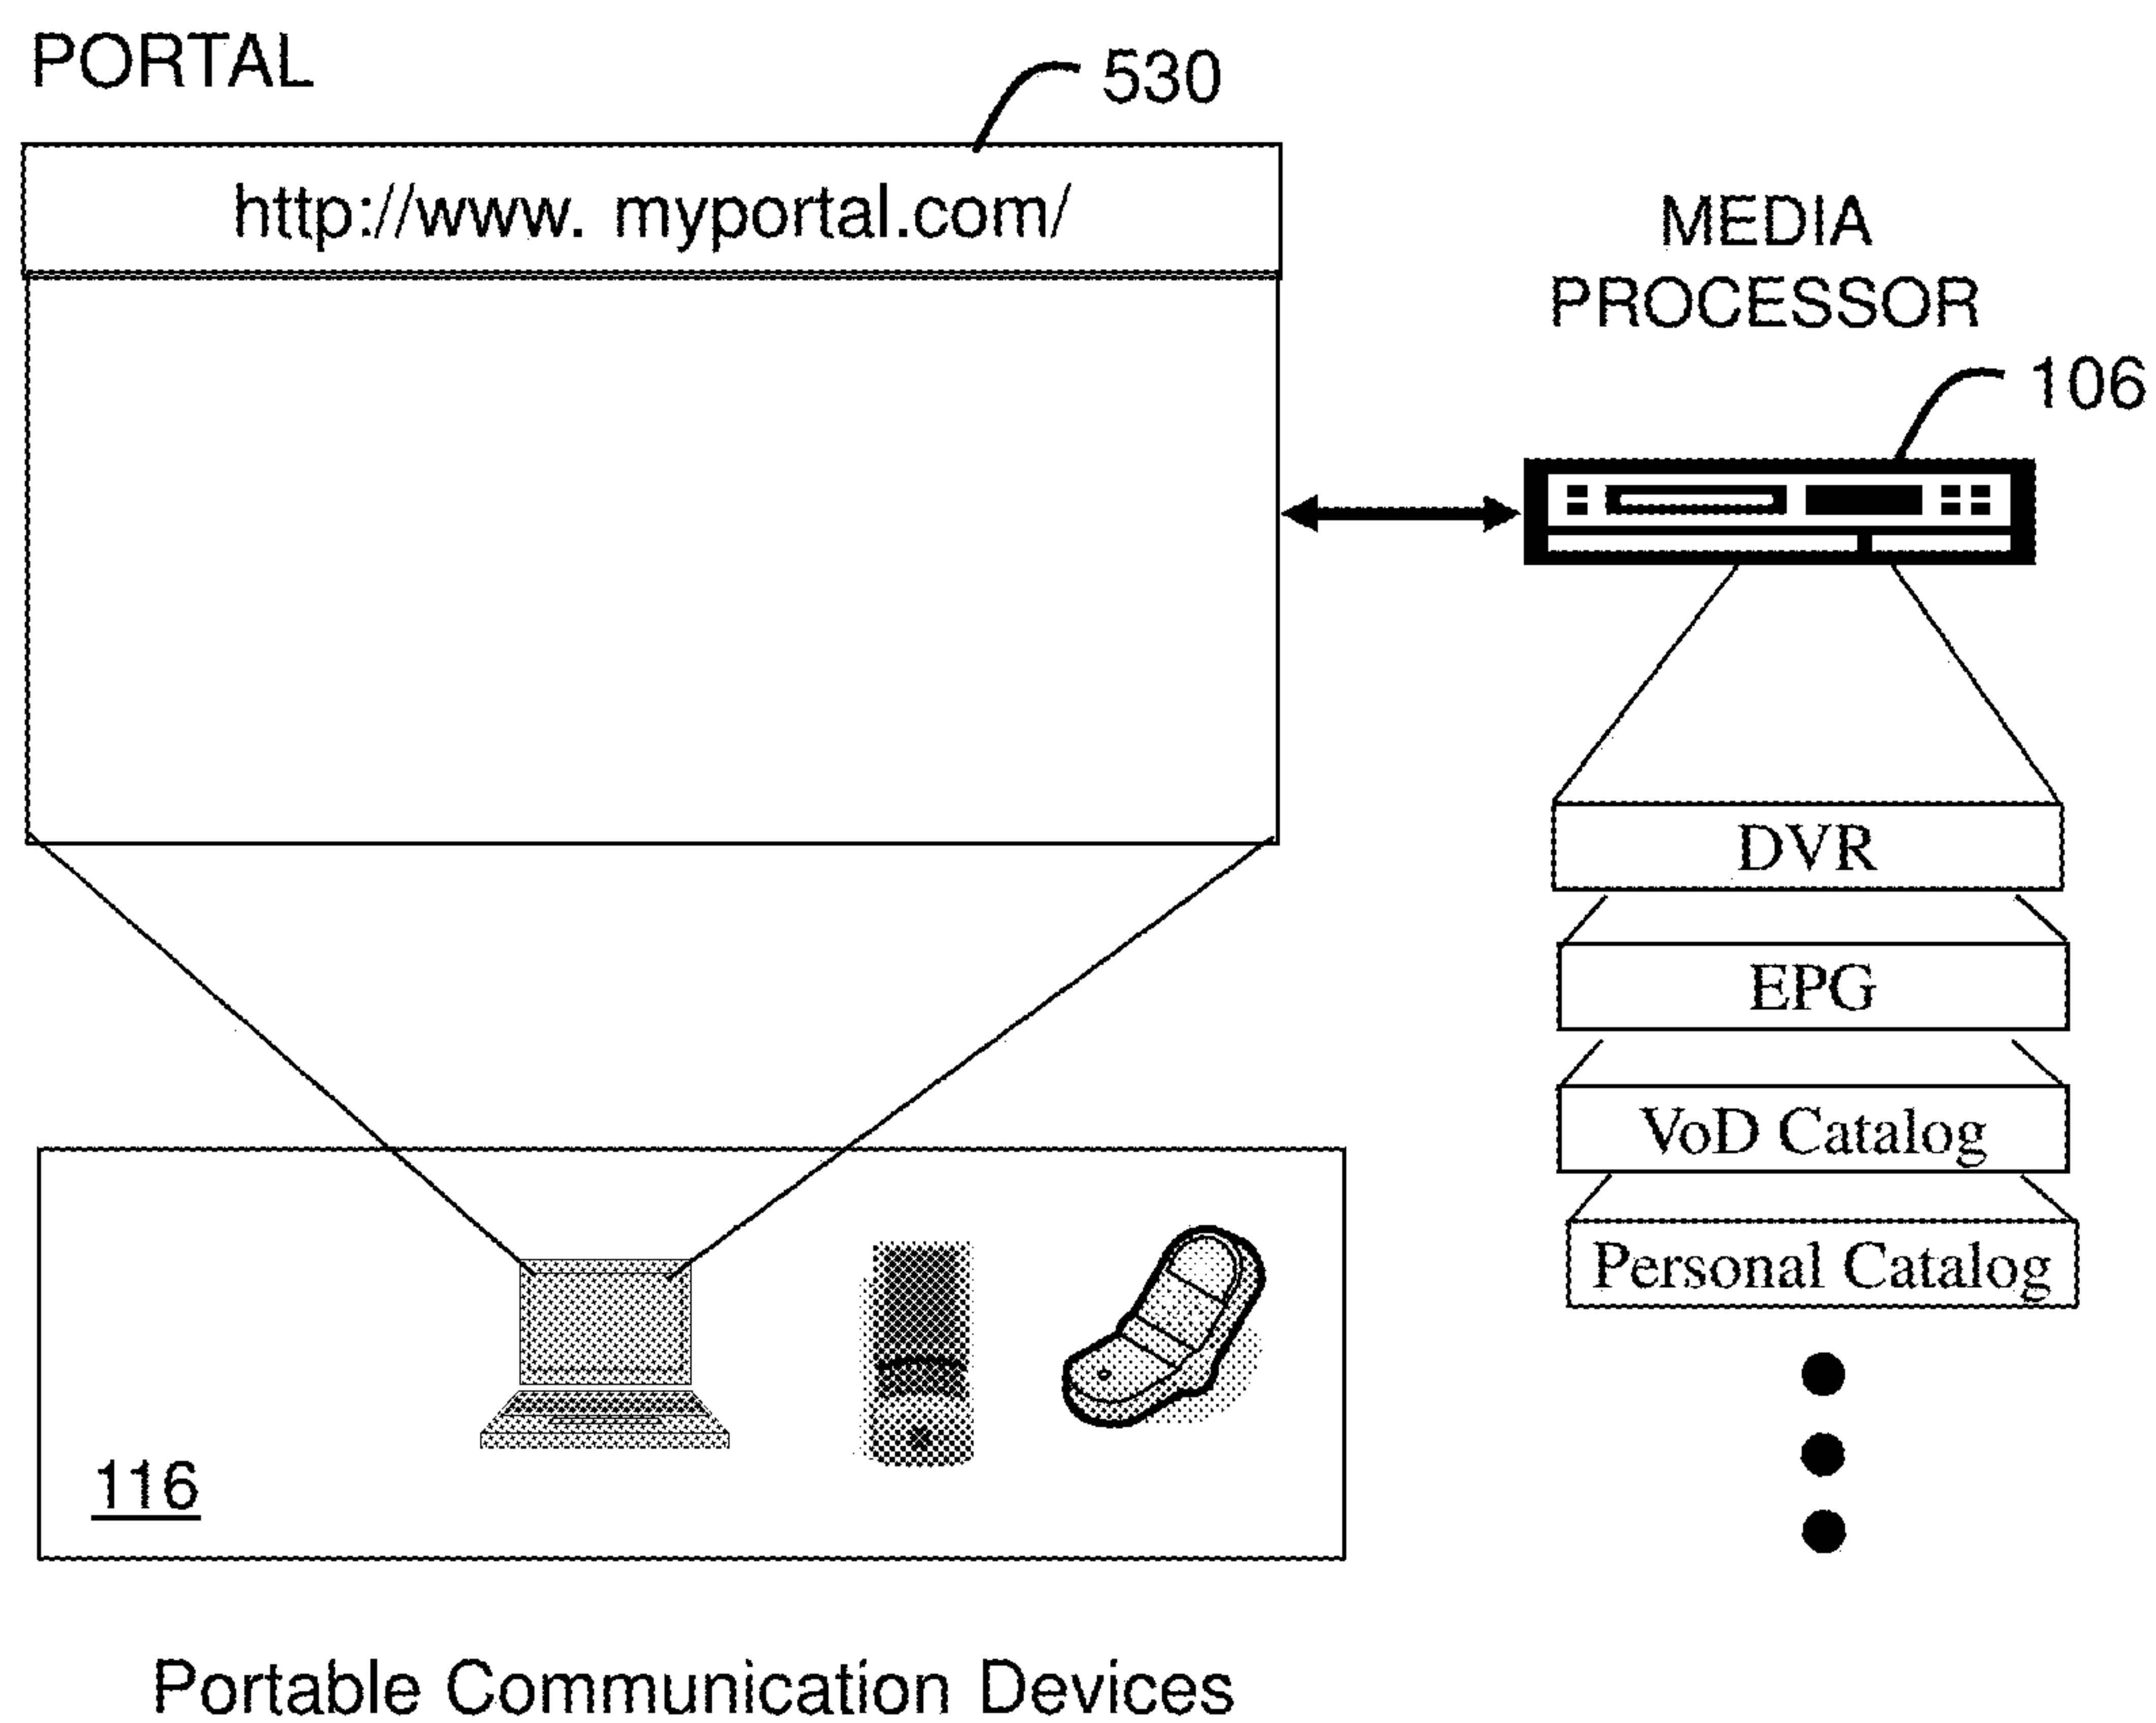 PORTAL
530
http://www. myportal.com/
MEDIA
PROCESSOR
106
DVR
EPG
VoD Catalog
Personal Catalog
116
Portable Communication Devices